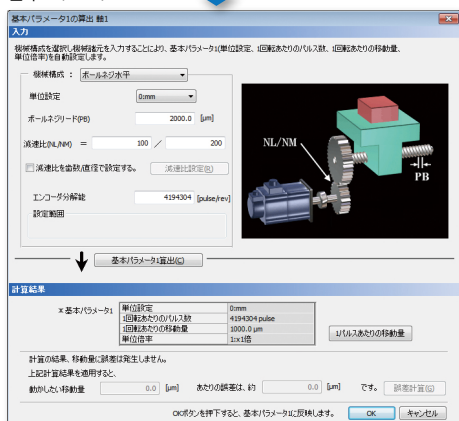 基本パラメータ1の算出 軸1
入力
機械構成を選択し機械諸元を入力することにより、基本パラメータ1(単位設定、1回転あたりのパルス数、1回転あたりの移動量、
単位倍率)を自動設定します。
機械構成 : ボールネジ水平
単位設定 0:mm
ボールネジリード(PB) 2000.0 [μm]
減速比(NL/NM) = 100 / 200
減速比を歯数/直径で設定する。 減速比設定(R)
エンコーダ分解能 4194304 [pulse/rev]
設定範囲
NL/NM
PB
基本パラメータ1算出(C)
計算結果
X 基本パラメータ1
単位設定 0:mm
1回転あたりのパルス数 4194304 pulse
1回転あたりの移動量 1000.0 μm
単位倍率 1:x1倍
1パルスあたりの移動量
計算の結果、移動量に誤差は発生しません。
上記計算結果を適用すると、
動かしたい移動量 0.0 [μm] あたりの誤差は、約 0.0 [μm] です。 誤差計算(G)
OKボタンを押下すると、基本パラメータ1に反映します。 OK キャンセル